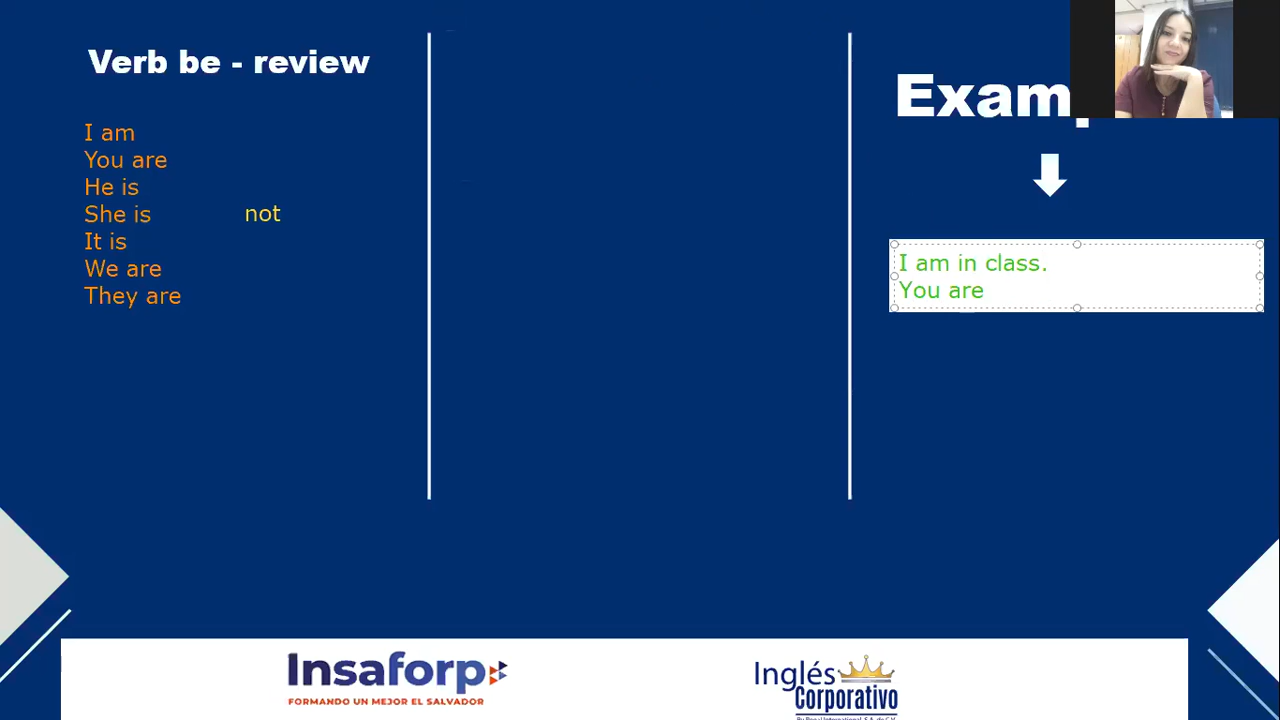 Verb be - review
I am
You are
He is
She is
not
It is
We are
They are
Exam
I am in class.
You are
Insaforp
FORMANDO UN MEJOR EL SALVADOR
Inglés
Corporativo